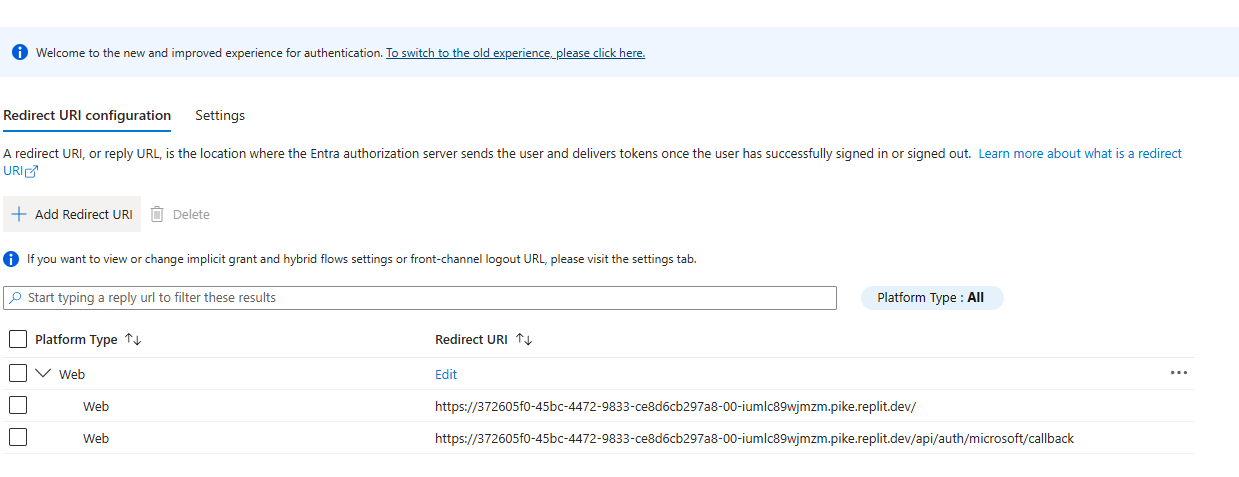 Welcome to the new and improved experience for authentication. To switch to the old experience, please click here.
Redirect URI configuration Settings
A redirect URI, or reply URL, is the location where the Entra authorization server sends the user and delivers tokens once the user has successfully signed in or signed out. Learn more about what is a redirect
URI
Add Redirect URI Delete
If you want to view or change implicit grant and hybrid flows settings or front-channel logout URL, please visit the settings tab.
Start typing a reply url to filter these results Platform Type : All
Platform Type Redirect URI
Web Edit
Web https://372605f0-45bc-4472-9833-ce8d6cb297a8-00-iumlc89wjmzm.pike.replit.dev/
Web https://372605f0-45bc-4472-9833-ce8d6cb297a8-00-iumlc89wjmzm.pike.replit.dev/api/auth/microsoft/callback